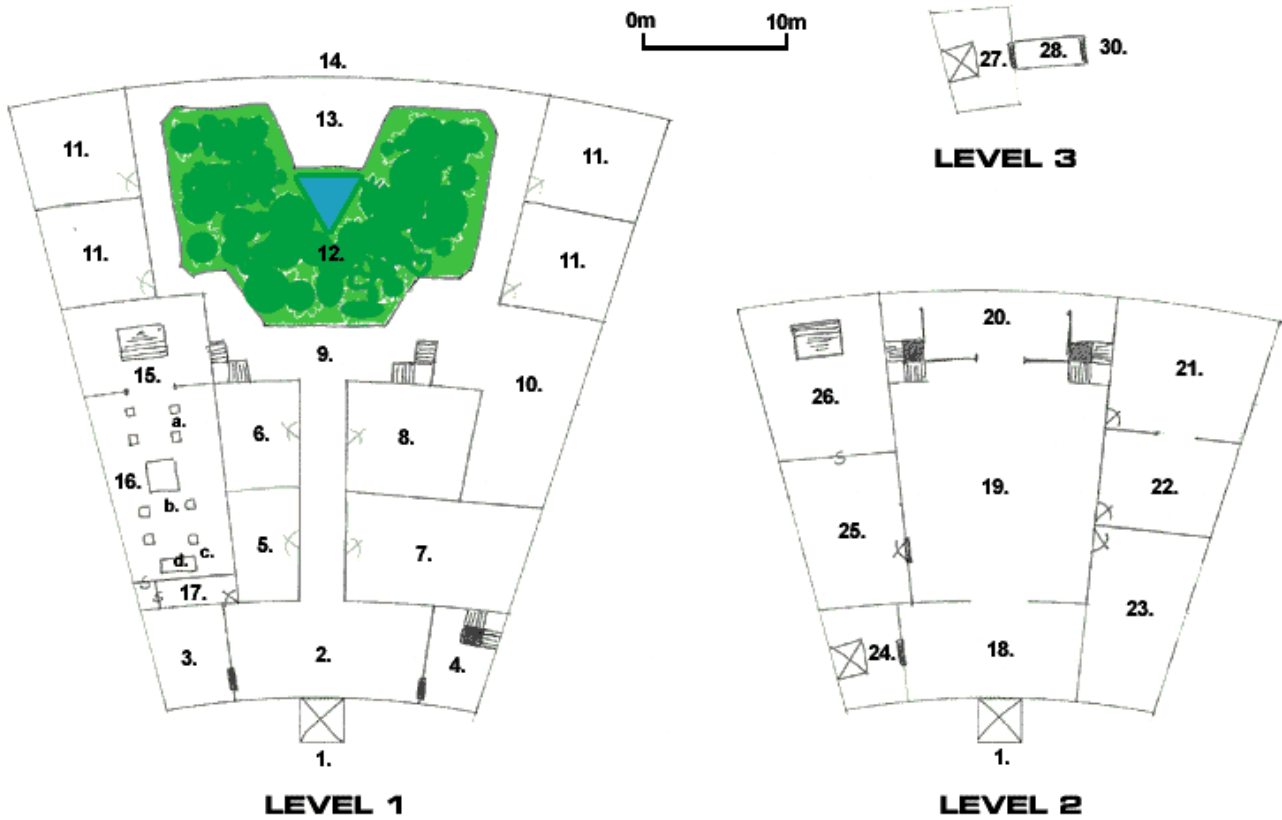 0m 10m
14.
13.
11. 11.
11. 11.
12.
9.
15.
10.
a.
6. 8.
16.
b.
c.
d.
5. 7.
17.
3. 2. 4.
1.
LEVEL 1
27. 28. 30.
LEVEL 3
20.
21.
26.
19. 22.
25.
23.
24. 18.
1.
LEVEL 2
S
S
S